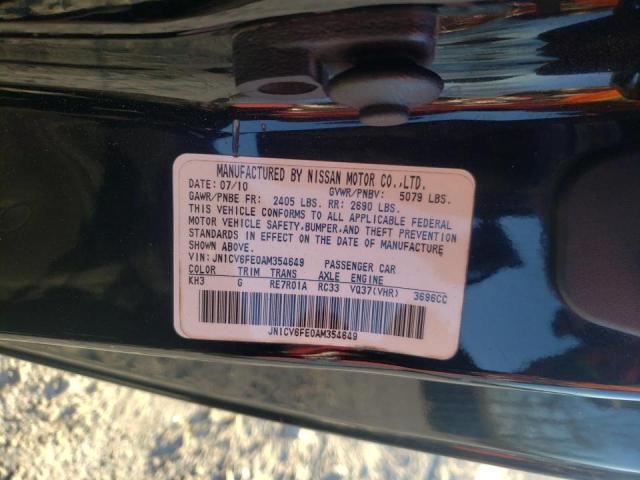 MANUFACTURED BY NISSAN MOTOR CO.,LTD.
DATE: 07/10 GVWR/PNBV: 5079 LBS.
GAWR/PNBE FR: 2405 LBS. RR: 2690 LBS.
THIS VEHICLE CONFORMS TO ALL APPLICABLE FEDERAL
MOTOR VEHICLE SAFETY,BUMPER,AND THEFT PREVENTION
STANDARDS IN EFFECT ON THE DATE OF MANUFACTURE
SHOWN ABOVE.
VIN: JN1CV6FE0AM354649 PASSENGER CAR
COLOR TRIM TRANS AXLE ENGINE
KH3 G RE7R01A RC33 VQ37(VHR) 3696CC
JN1CV6FE0AM354649